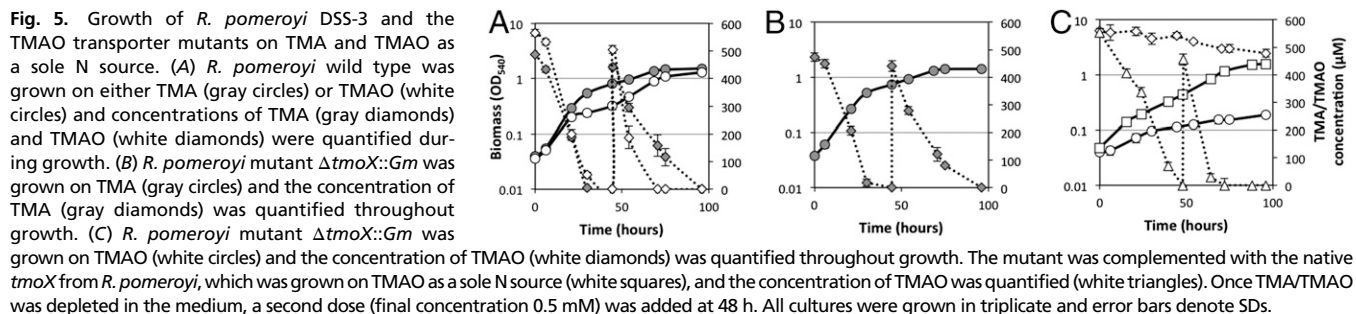 Fig. 5. Growth of R. pomeroyi DSS-3 and the
TMAO transporter mutants on TMA and TMAO as
a sole N source. (A) R. pomeroyi wild type was
grown on either TMA (gray circles) or TMAO (white
circles) and concentrations of TMA (gray diamonds)
and TMAO (white diamonds) were quantified dur-
ing growth. (B) R. pomeroyi mutant ΔtmoX::Gm was
grown on TMA (gray circles) and the concentration of
TMA (gray diamonds) was quantified throughout
growth. (C) R. pomeroyi mutant ΔtmoX::Gm was
grown on TMAO (white circles) and the concentration of TMAO (white diamonds) was quantified throughout growth. The mutant was complemented with the native
tmoX from R. pomeroyi, which was grown on TMAO as a sole N source (white squares), and the concentration of TMAO was quantified (white triangles). Once TMA/TMAO
was depleted in the medium, a second dose (final concentration 0.5 mM) was added at 48 h. All cultures were grown in triplicate and error bars denote SDs.
A
Biomass (OD540)
10
1
0.1
0.01
600
500
400
300
200
100
0
0 50 100
Time (hours)
B
10
1
0.1
0.01
600
500
400
300
200
100
0
0 50 100
Time (hours)
C
10
1
0.1
0.01
600
500
400
300
200
100
0
TMA/TMAO
concentration (µM)
0 50 100
Time (hours)